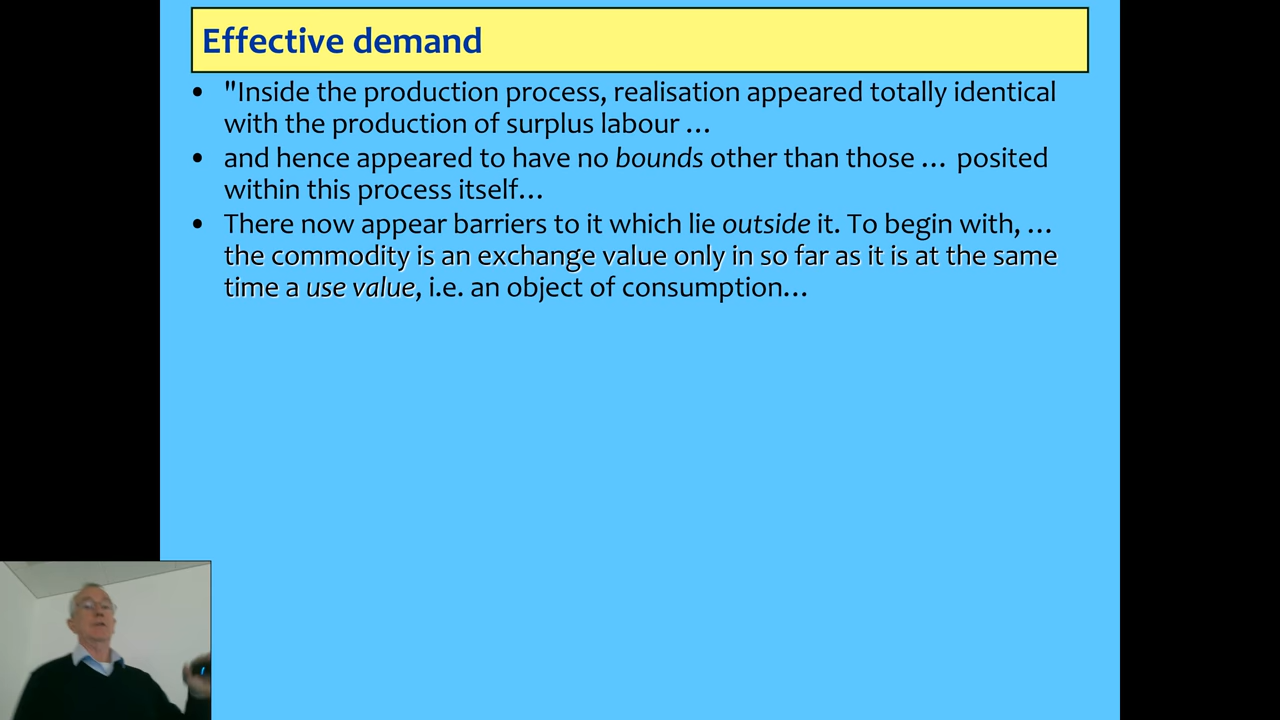 Effective demand
• "Inside the production process, realisation appeared totally identical
with the production of surplus labour …
• and hence appeared to have no bounds other than those … posited
within this process itself…
• There now appear barriers to it which lie outside it. To begin with, …
the commodity is an exchange value only in so far as it is at the same
time a use value, i.e. an object of consumption…